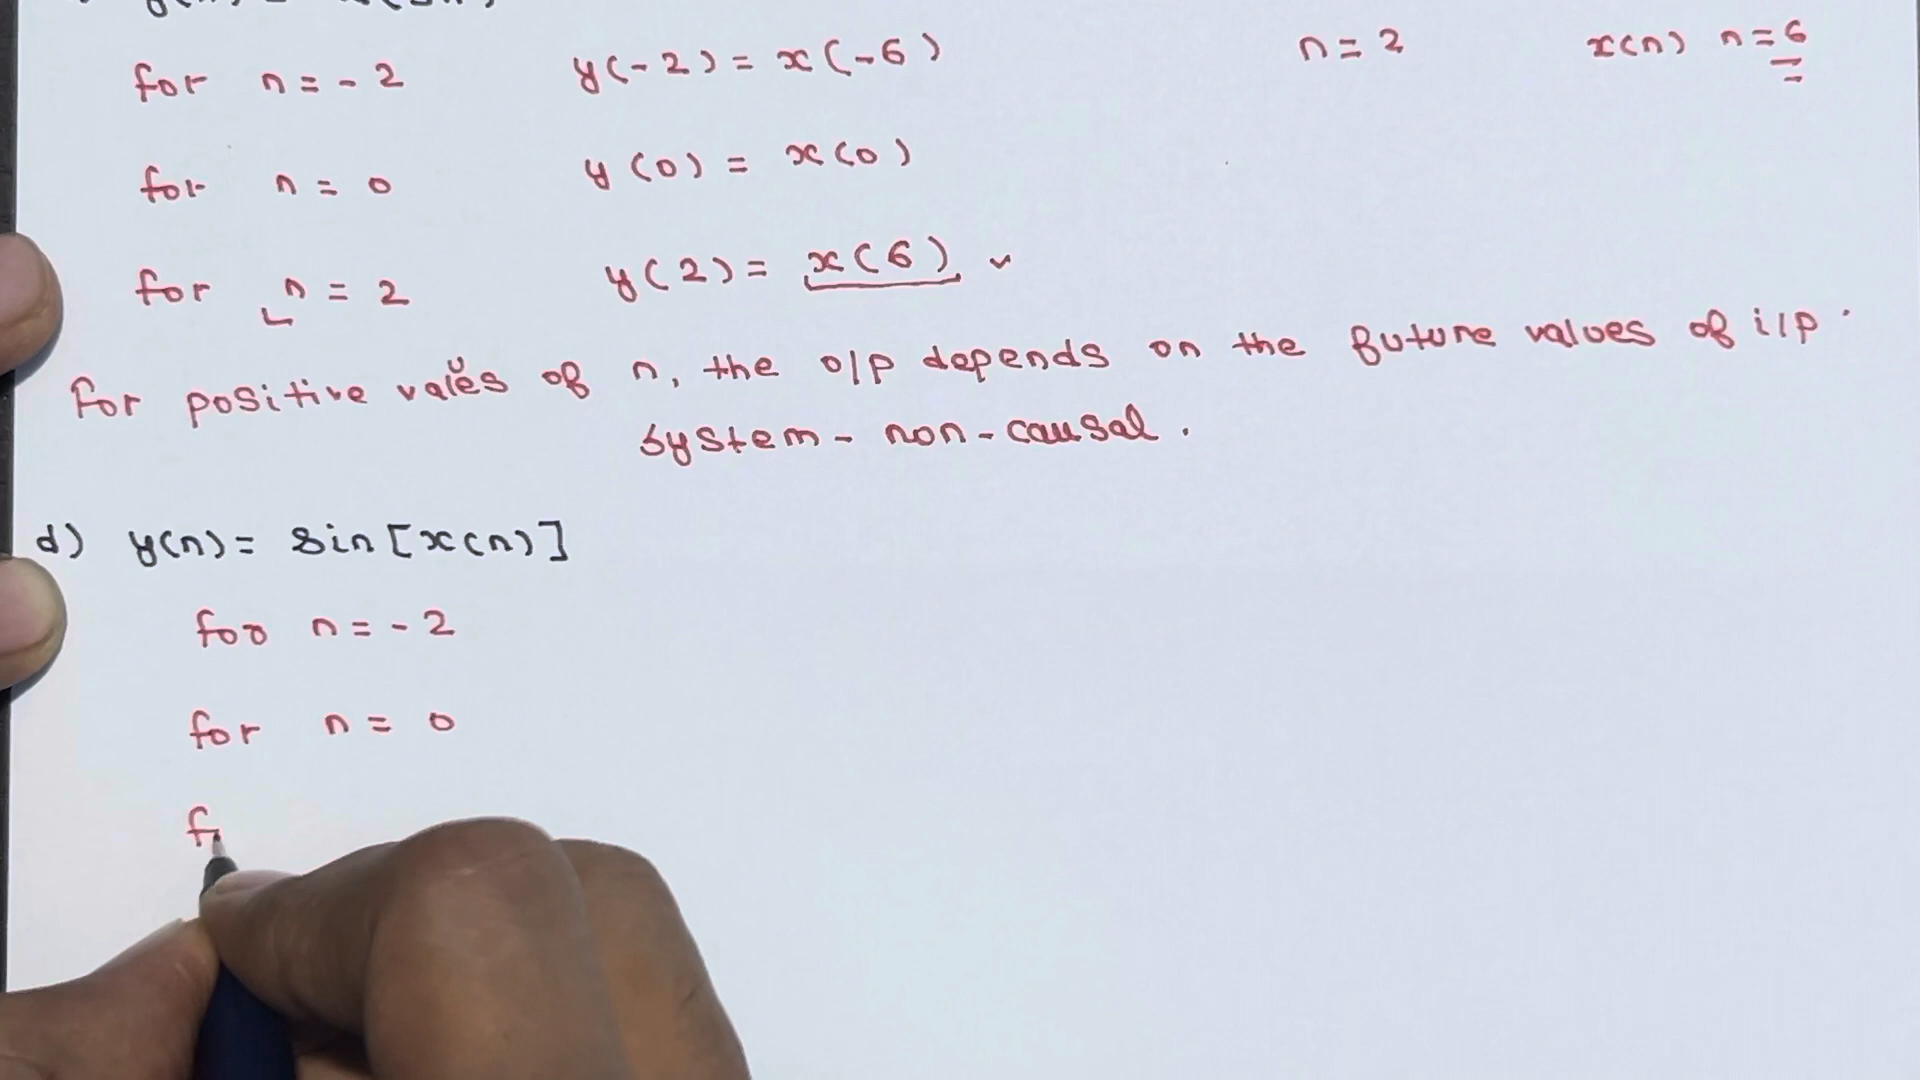 for n = - 2 y(-2) = x(-6) n = 2 x(n) n = 6
for n = 0 y(0) = x(0)
for n = 2 y(2) = x(6) ✓
For positive values of n, the o/p depends on the future values of i/p.
System - non-causal.
d) y(n) = sin[x(n)]
for n = - 2
for n = 0
f